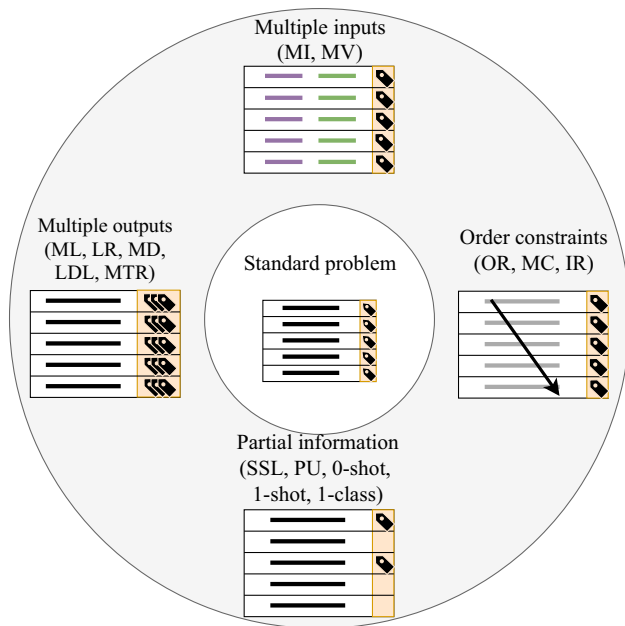 Multiple inputs
(MI, MV)
Multiple outputs
(ML, LR, MD,
LDL, MTR)
Standard problem
Order constraints
(OR, MC, IR)
Partial information
(SSL, PU, 0-shot,
1-shot, 1-class)